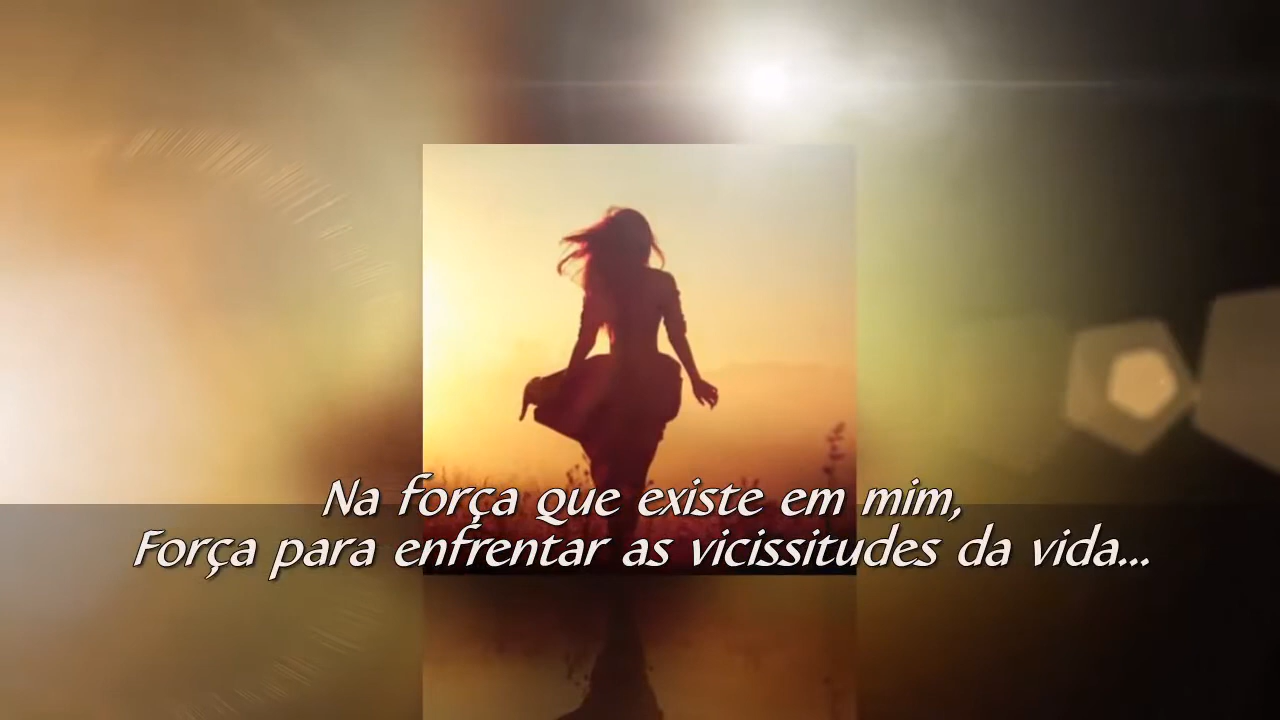 Na força que existe em mim,
Força para enfrentar as vicissitudes da vida...